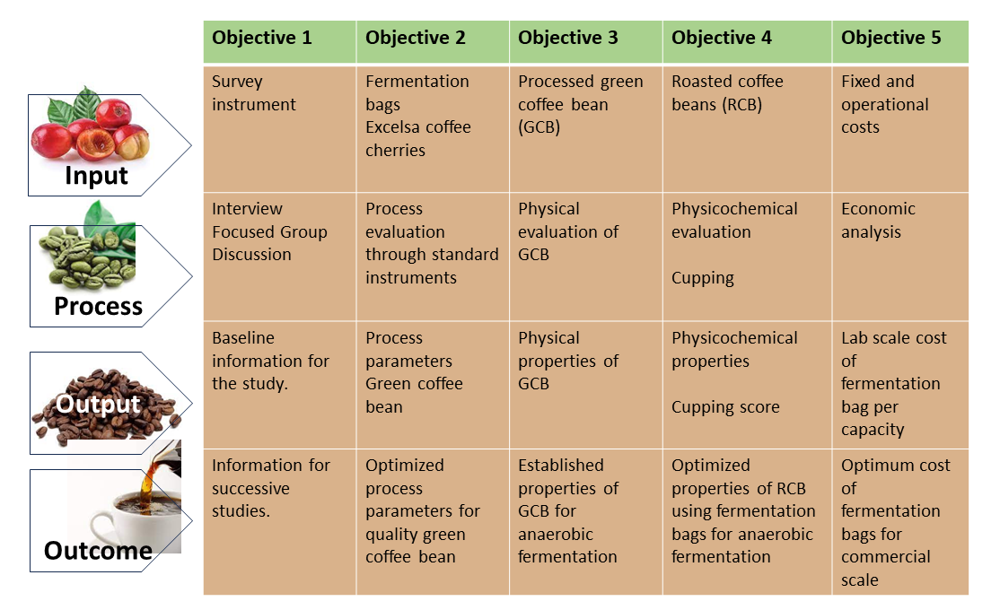 Objective 1
Objective 2
Objective 3
Objective 4
Objective 5
Input
Survey
instrument
Fermentation
bags
Excelsa coffee
cherries
Processed green
coffee bean
(GCB)
Roasted coffee
beans (RCB)
Fixed and
operational
costs
Process
Interview
Focused Group
Discussion
Process
evaluation
through standard
instruments
Physical
evaluation of
GCB
Physicochemical
evaluation
Cupping
Economic
analysis
Output
Baseline
information for
the study.
Process
parameters
Green coffee
bean
Physical
properties of
GCB
Physicochemical
properties
Cupping score
Lab scale cost
of
fermentation
bag per
capacity
Outcome
Information for
successive
studies.
Optimized
process
parameters for
quality green
coffee bean
Established
properties of
GCB for
anaerobic
fermentation
Optimized
properties of RCB
using fermentation
bags for anaerobic
fermentation
Optimum cost
of
fermentation
bags for
commercial
scale